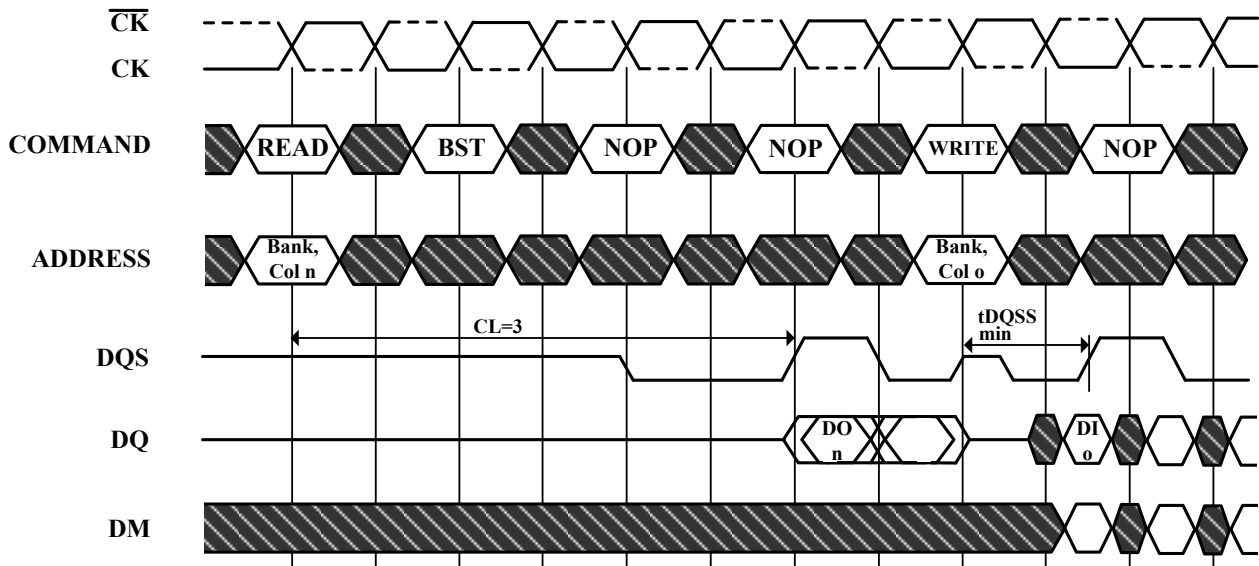 CK
CK
COMMAND
READ
BST
NOP
NOP
WRITE
NOP
ADDRESS
Bank,
Col n
Bank,
Col o
DQS
CL=3
tDQSS
min
DQ
DO
n
DI
o
DM